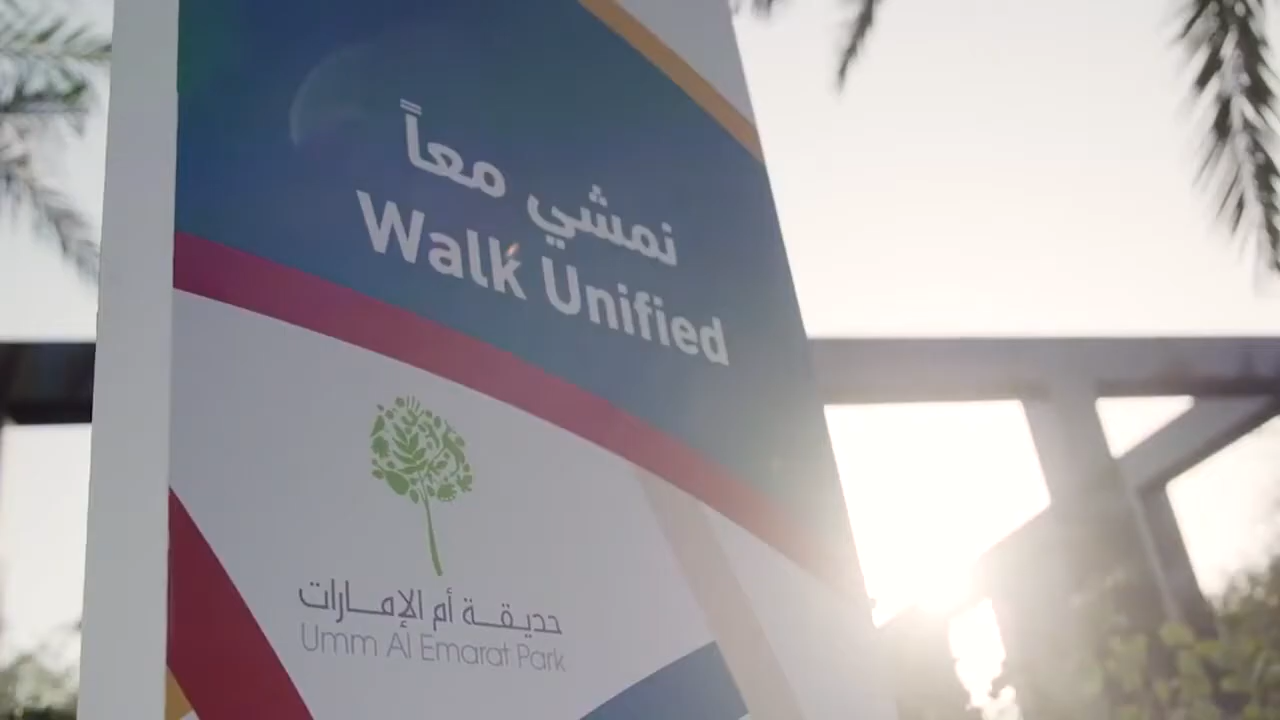 نمشي معاً
Walk Unified
حديقة أم الإمارات
Umm Al Emarat Park